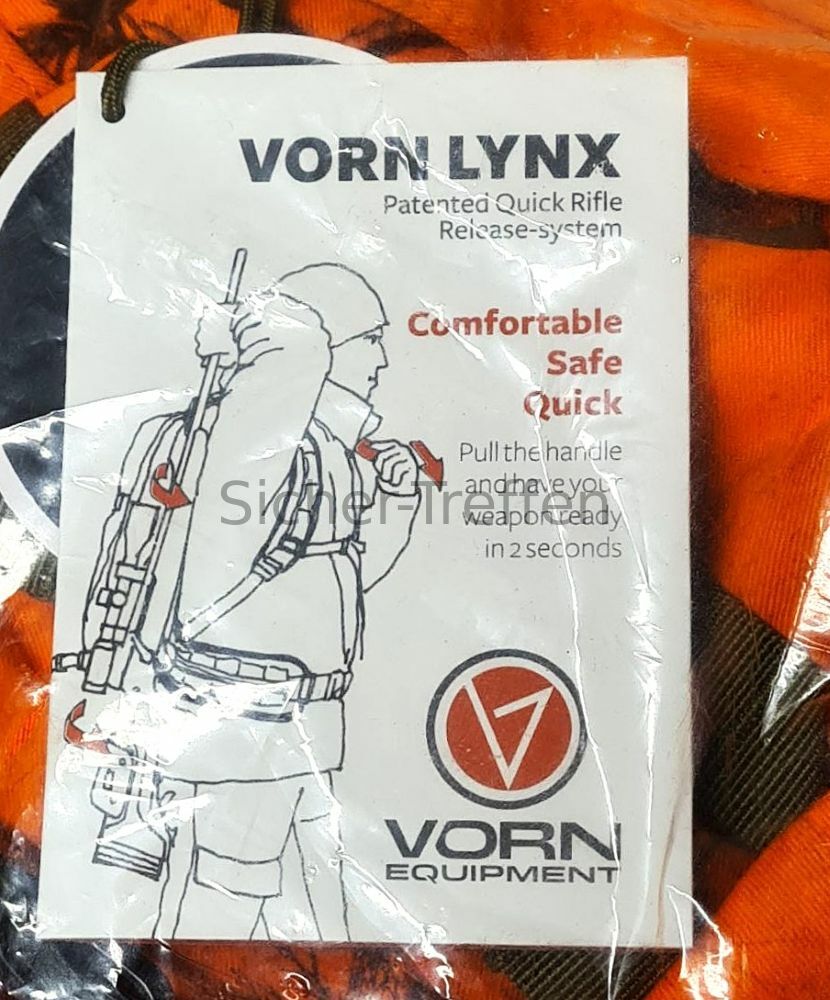 VORN LYNX
Patented Quick Rifle
Release-system
Comfortable
Safe
Quick
Pull the handle
and have your
Sicher-Treffen
weapon ready
in 2 seconds
VORN
EQUIPMENT